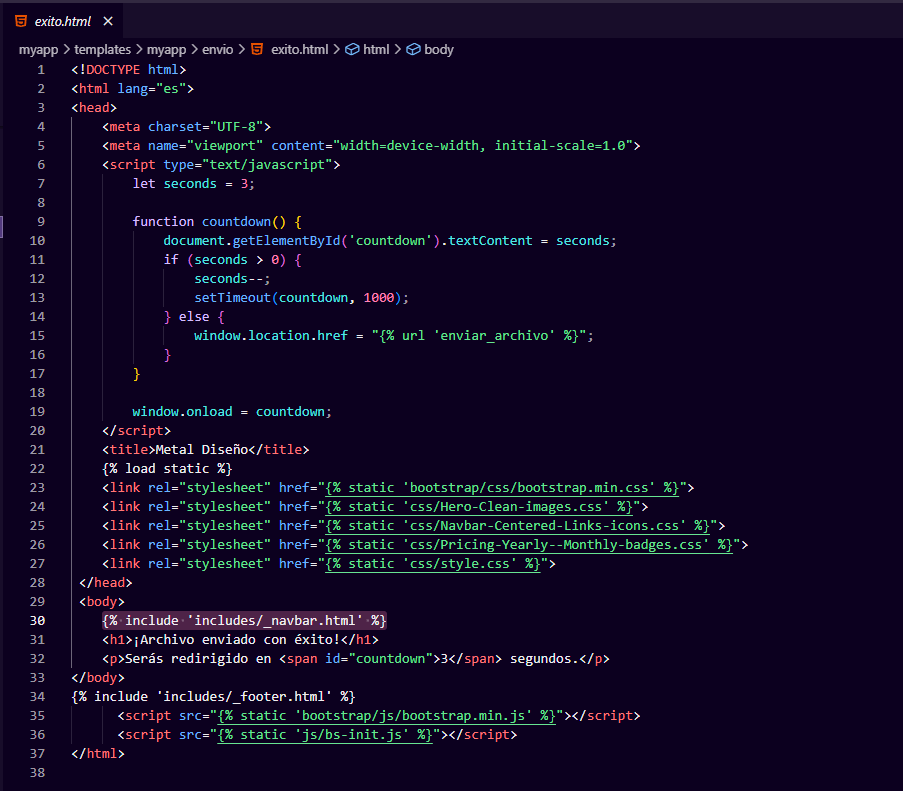 exito.html ×
myapp > templates > myapp > envio > exito.html > html > body
1 <!DOCTYPE html>
2 <html lang="es">
3 <head>
4     <meta charset="UTF-8">
5     <meta name="viewport" content="width=device-width, initial-scale=1.0">
6     <script type="text/javascript">
7         let seconds = 3;
8
9         function countdown() {
10             document.getElementById('countdown').textContent = seconds;
11             if (seconds > 0) {
12                 seconds--;
13                 setTimeout(countdown, 1000);
14             } else {
15                 window.location.href = "{% url 'enviar_archivo' %}";
16             }
17         }
18
19         window.onload = countdown;
20     </script>
21     <title>Metal Diseño</title>
22     {% load static %}
23     <link rel="stylesheet" href="{% static 'bootstrap/css/bootstrap.min.css' %}">
24     <link rel="stylesheet" href="{% static 'css/Hero-Clean-images.css' %}">
25     <link rel="stylesheet" href="{% static 'css/Navbar-Centered-Links-icons.css' %}">
26     <link rel="stylesheet" href="{% static 'css/Pricing-Yearly--Monthly-badges.css' %}">
27     <link rel="stylesheet" href="{% static 'css/style.css' %}">
28  </head>
29  <body>
30     {% include 'includes/_navbar.html' %}
31     <h1>¡Archivo enviado con éxito!</h1>
32     <p>Serás redirigido en <span id="countdown">3</span> segundos.</p>
33 </body>
34 {% include 'includes/_footer.html' %}
35       <script src="{% static 'bootstrap/js/bootstrap.min.js' %}"></script>
36       <script src="{% static 'js/bs-init.js' %}"></script>
37 </html>
38